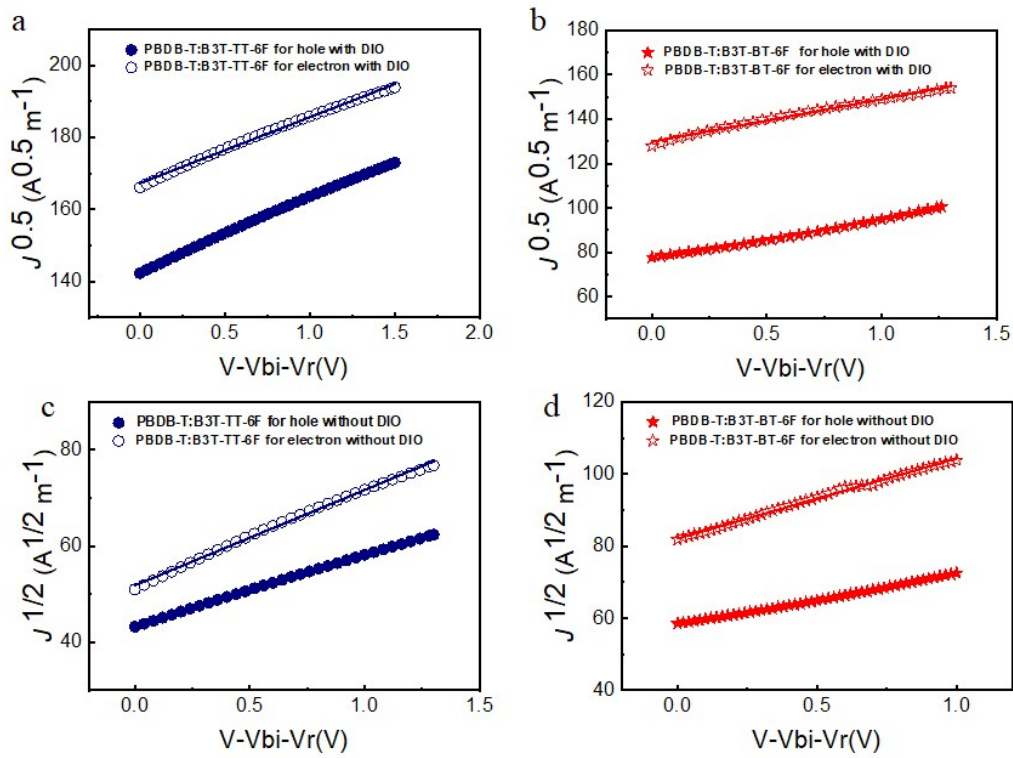 a
PBDB-T:B3T-TT-6F for hole with DIO
PBDB-T:B3T-TT-6F for electron with DIO
200
180
160
140
J 0.5 (A0.5 m-1)
0.0 0.5 1.0 1.5 2.0
V-Vbi-Vr(V)
b
PBDB-T:B3T-BT-6F for hole with DIO
PBDB-T:B3T-BT-6F for electron with DIO
180
160
140
120
100
80
60
J 0.5 (A0.5 m-1)
0.0 0.5 1.0 1.5
V-Vbi-Vr(V)
c
PBDB-T:B3T-TT-6F for hole without DIO
PBDB-T:B3T-TT-6F for electron without DIO
80
60
40
J 1/2 (A1/2 m-1)
0.0 0.5 1.0 1.5
V-Vbi-Vr(V)
d
PBDB-T:B3T-BT-6F for hole without DIO
PBDB-T:B3T-BT-6F for electron without DIO
120
100
80
60
40
J 1/2 (A1/2 m-1)
0.0 0.5 1.0
V-Vbi-Vr(V)